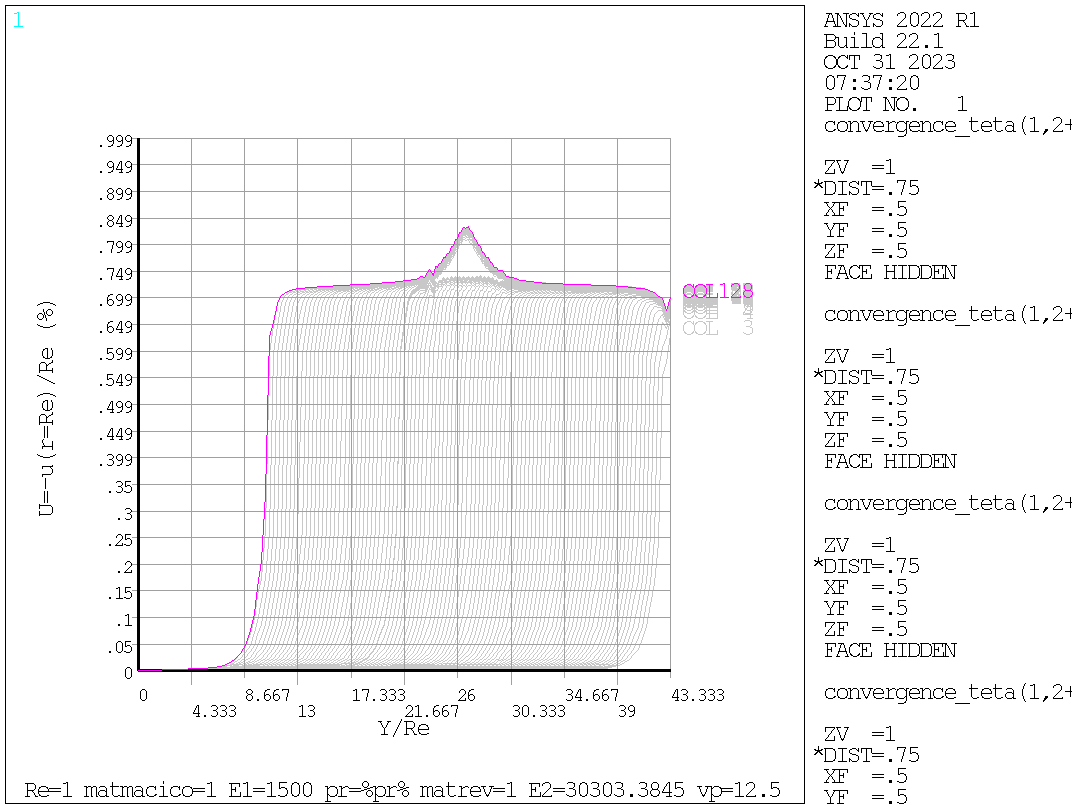 1
ANSYS 2022 R1
Build 22.1
OCT 31 2023
07:37:20
PLOT NO.   1
convergence_teta(1,2+
ZV  =1
*DIST=.75
XF  =.5
YF  =.5
ZF  =.5
FACE HIDDEN
convergence_teta(1,2+
ZV  =1
*DIST=.75
XF  =.5
YF  =.5
ZF  =.5
FACE HIDDEN
convergence_teta(1,2+
ZV  =1
*DIST=.75
XF  =.5
YF  =.5
ZF  =.5
FACE HIDDEN
convergence_teta(1,2+
ZV  =1
*DIST=.75
XF  =.5
YF  =.5
U=-u(r=Re)/Re (%)
.999
.949
.899
.849
.799
.749
.699
.649
.599
.549
.499
.449
.399
.35
.3
.25
.2
.15
.1
.05
0
COL128
COL   3
0 8.667 17.333 26 34.667 43.333
4.333 13 21.667 30.333 39
Y/Re
Re=1 matmacico=1 E1=1500 pr=%pr% matrev=1 E2=30303.3845 vp=12.5